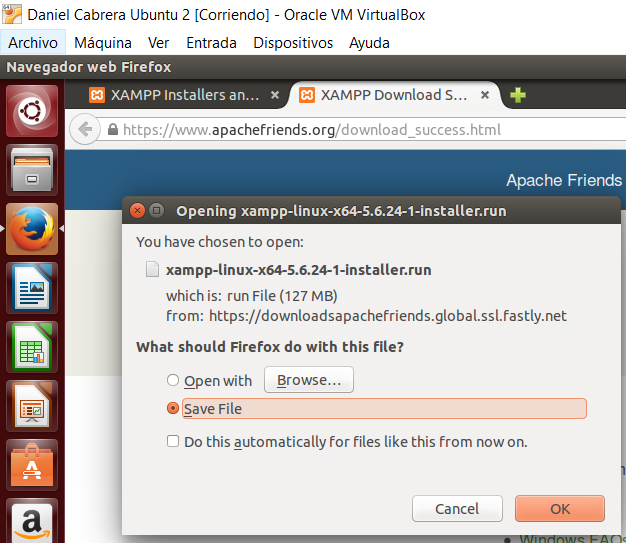 Daniel Cabrera Ubuntu 2 [Corriendo] - Oracle VM VirtualBox
Archivo Máquina Ver Entrada Dispositivos Ayuda
Navegador web Firefox
XAMPP Installers an... XAMPP Download S...
https://www.apachefriends.org/download_success.html
Apache Friends
Opening xampp-linux-x64-5.6.24-1-installer.run
You have chosen to open:
xampp-linux-x64-5.6.24-1-installer.run
which is: run File (127 MB)
from: https://downloadsapachefriends.global.ssl.fastly.net
What should Firefox do with this file?
Open with Browse...
Save File
Do this automatically for files like this from now on.
Cancel OK
Windows FAQs